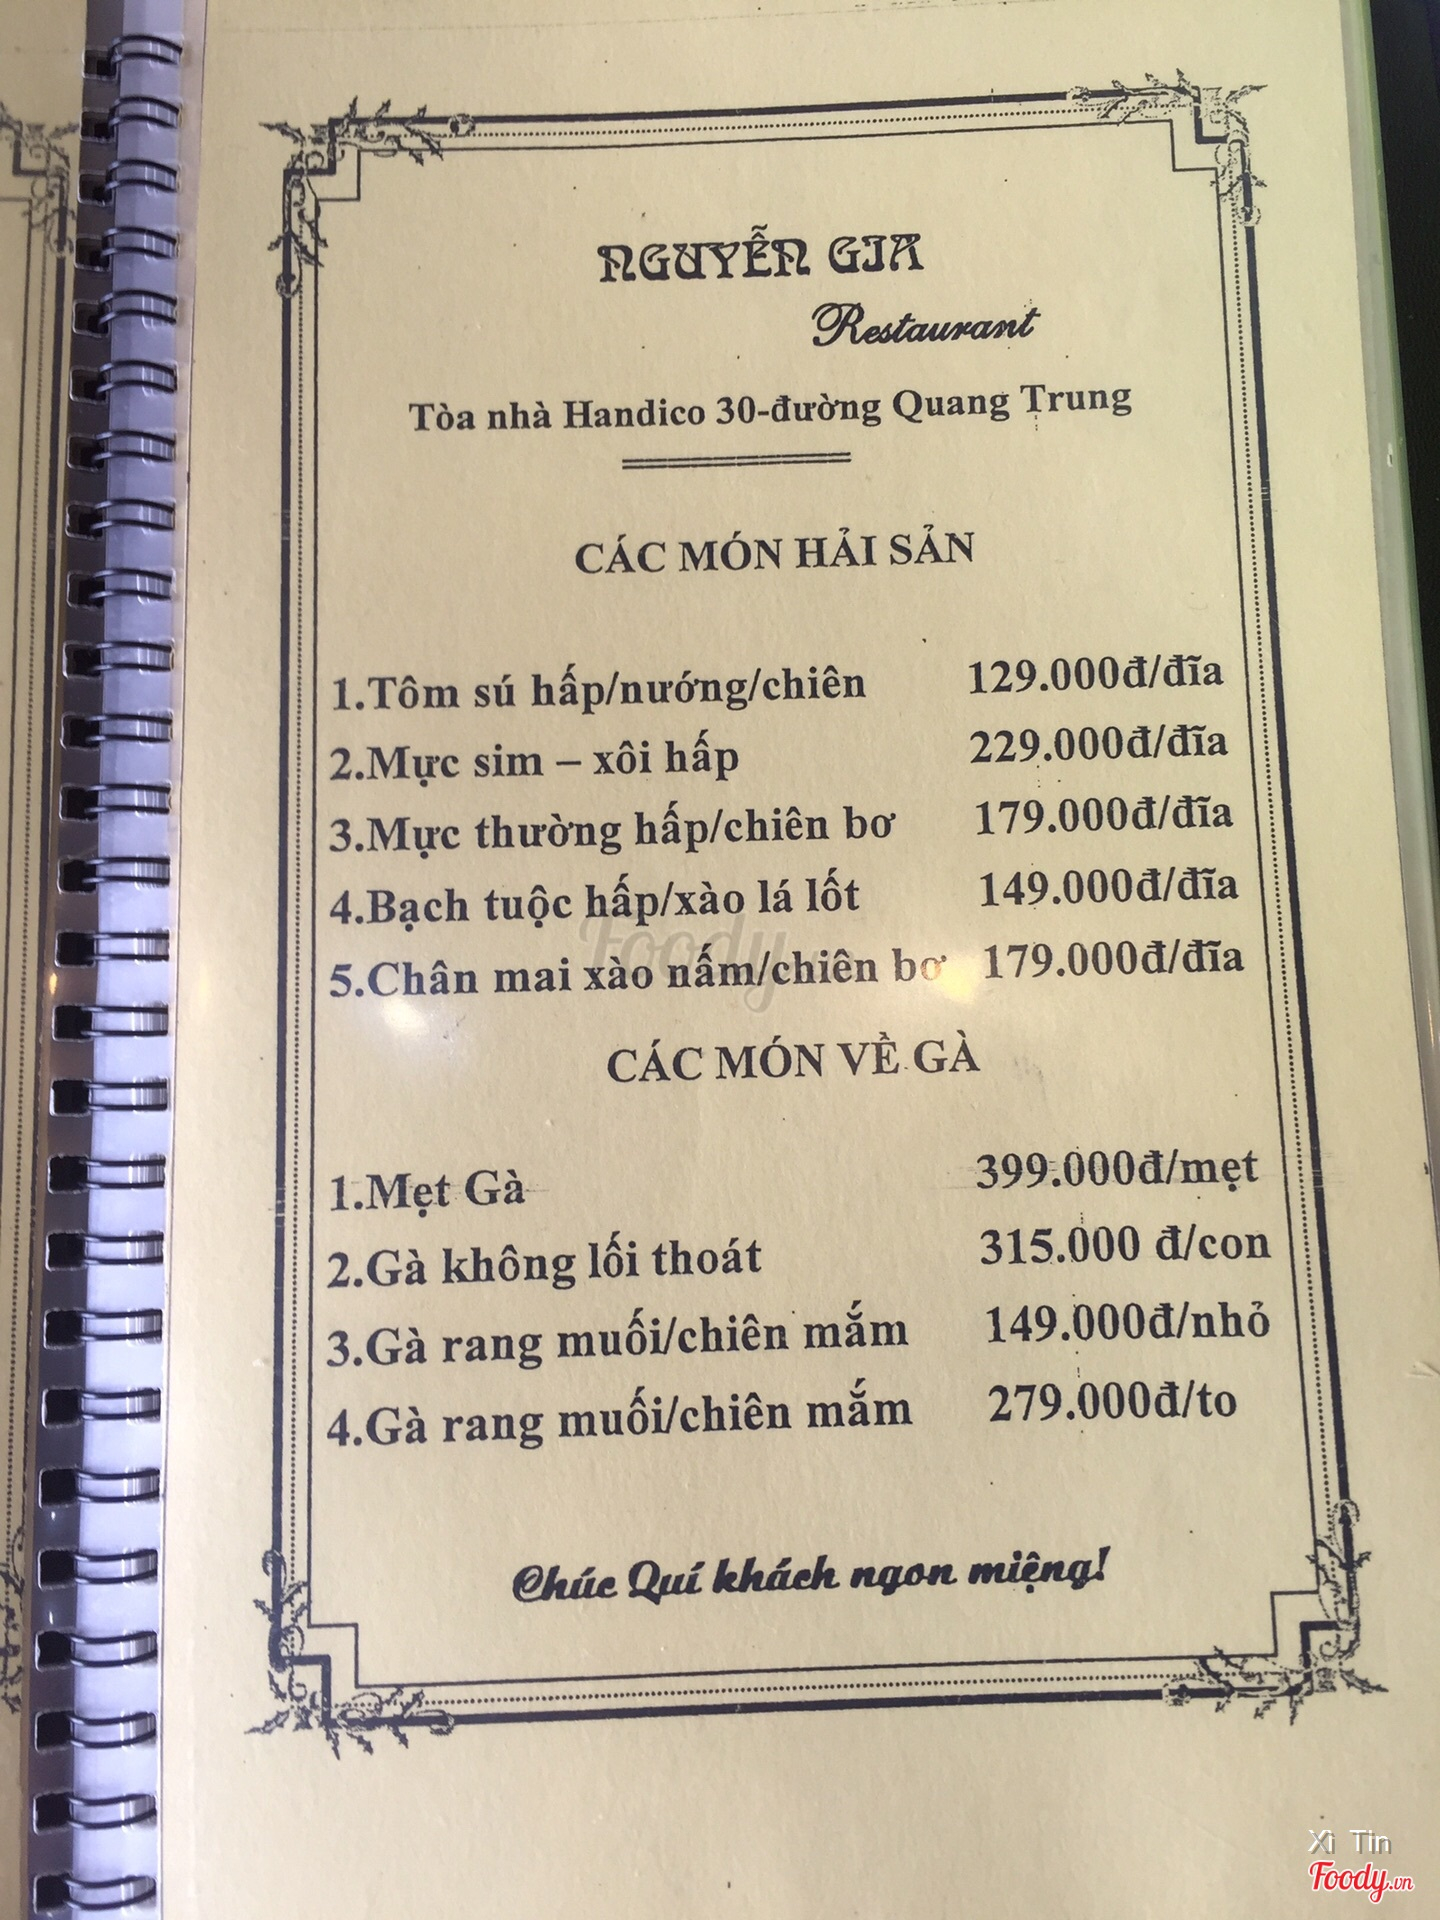 NGUYỄN GIA
Restaurant
Tòa nhà Handico 30-đường Quang Trung
CÁC MÓN HẢI SẢN
1.Tôm sú hấp/nướng/chiên 129.000đ/đĩa
2.Mực sim – xôi hấp 229.000đ/đĩa
3.Mực thường hấp/chiên bơ 179.000đ/đĩa
4.Bạch tuộc hấp/xào lá lốt 149.000đ/đĩa
Foody
5.Chân mai xào nấm/chiên bơ 179.000đ/đĩa
CÁC MÓN VỀ GÀ
1.Mẹt Gà 399.000đ/mẹt
2.Gà không lối thoát 315.000 đ/con
3.Gà rang muối/chiên mắm 149.000đ/nhỏ
4.Gà rang muối/chiên mắm 279.000đ/to
Chúc Quí khách ngon miệng!
Xì Tin
Foody.vn